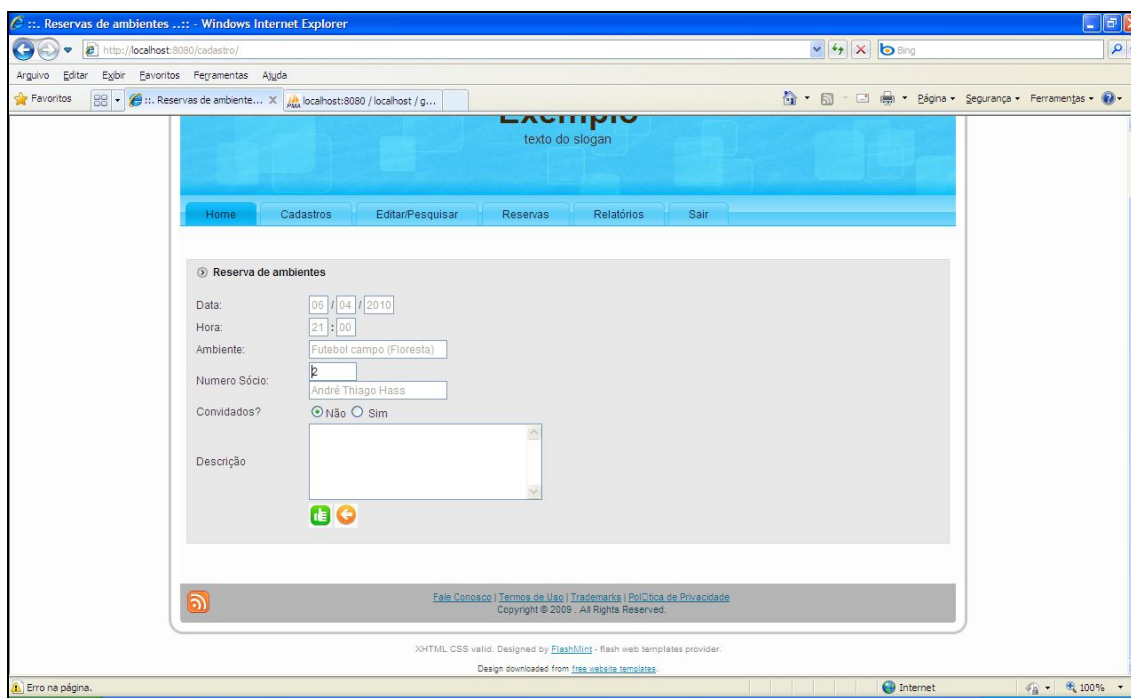 ::. Reservas de ambientes ..:: - Windows Internet Explorer
http://localhost:8080/cadastro/
Bing
Arquivo Editar Exibir Favoritos Ferramentas Ajuda
Favoritos ::. Reservas de ambiente... X localhost:8080 / localhost / g... Página Segurança Ferramentas
Exemplo
texto do slogan
Home Cadastros Editar/Pesquisar Reservas Relatórios Sair
Reserva de ambientes
Data: 06 / 04 / 2010
Hora: 21 : 00
Ambiente: Futebol campo (Floresta)
Numero Sócio: 2
André Thiago Hass
Convidados? Não Sim
Descrição
Fale Conosco | Termos de Uso | Trademarks | Pol□tica de Privacidade
Copyright © 2009 . All Rights Reserved.
XHTML CSS valid. Designed by FlashMint - flash web templates provider.
Design downloaded from free website templates.
Erro na página. Internet 100%